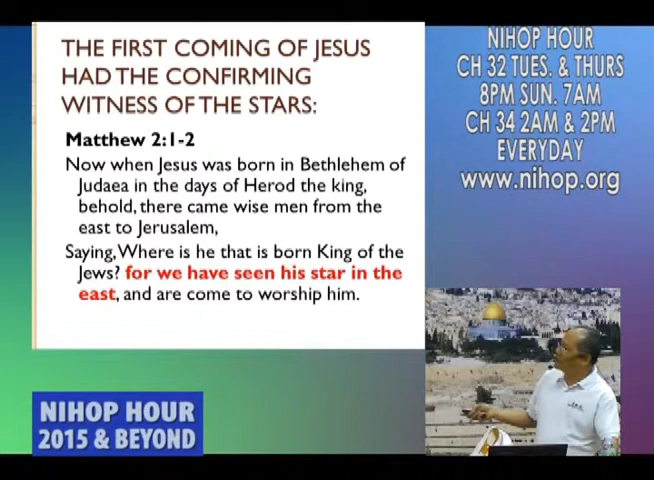 THE FIRST COMING OF JESUS
HAD THE CONFIRMING
WITNESS OF THE STARS:
Matthew 2:1-2
Now when Jesus was born in Bethlehem of
Judaea in the days of Herod the king,
behold, there came wise men from the
east to Jerusalem,
Saying, Where is he that is born King of the
Jews? for we have seen his star in the
east, and are come to worship him.
NIHOP HOUR
CH 32 TUES. & THURS
8PM SUN. 7AM
CH 34 2AM & 2PM
EVERYDAY
www.nihop.org
NIHOP HOUR
2015 & BEYOND